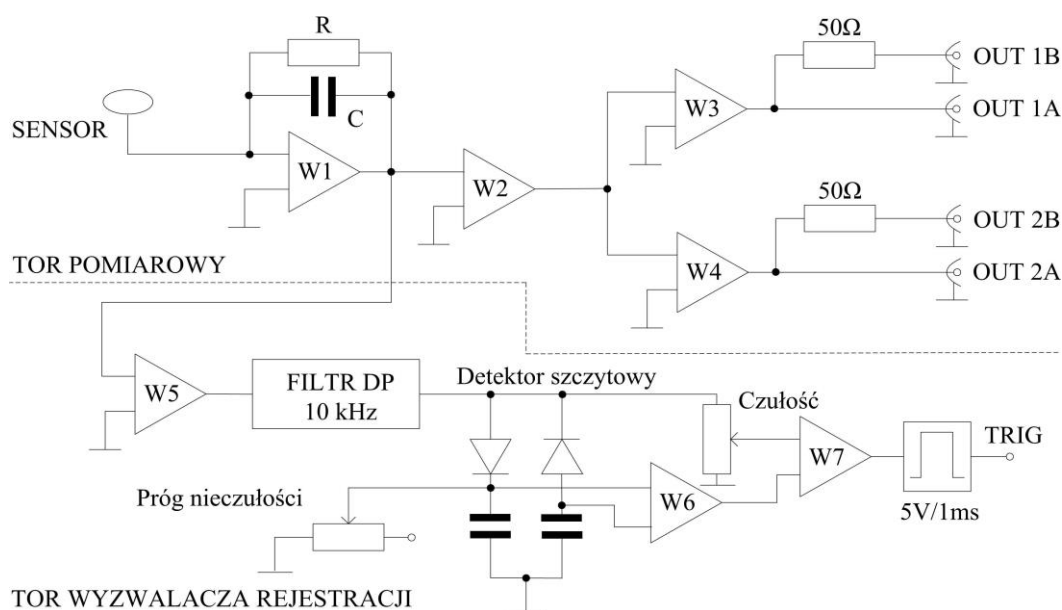 R
C
SENSOR
W1
W2
W3
W4
50Ω
OUT 1B
OUT 1A
50Ω
OUT 2B
OUT 2A
TOR POMIAROWY
W5
FILTR DP
10 kHz
Detektor szczytowy
Czułość
W7
TRIG
5V/1ms
Próg nieczułości
W6
TOR WYZWALACZA REJESTRACJI